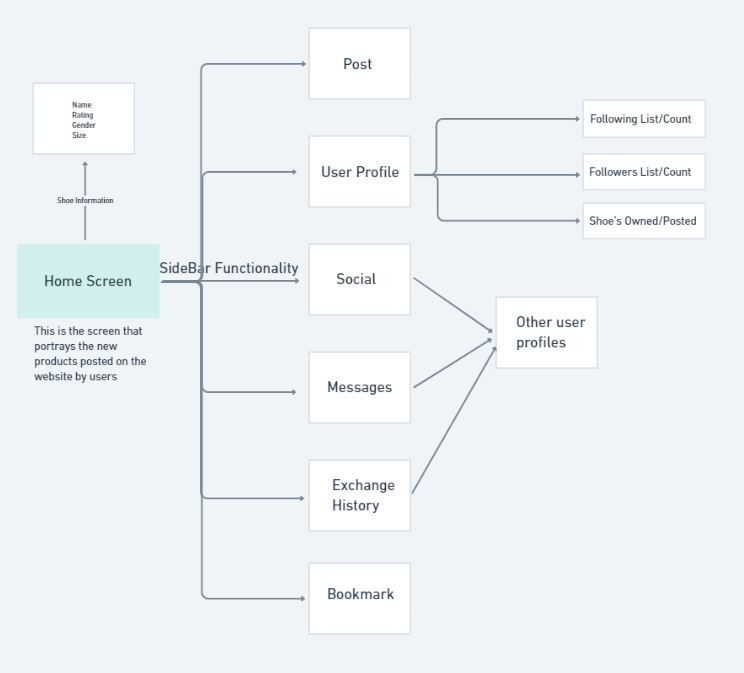 Post
Name
Rating
Gender
Size
Following List/Count
User Profile
Followers List/Count
Shoe Information
Shoe's Owned/Posted
SideBar Functionality
Home Screen
Social
This is the screen that
portrays the new
products posted on the
website by users
Other user
profiles
Messages
Exchange
History
Bookmark